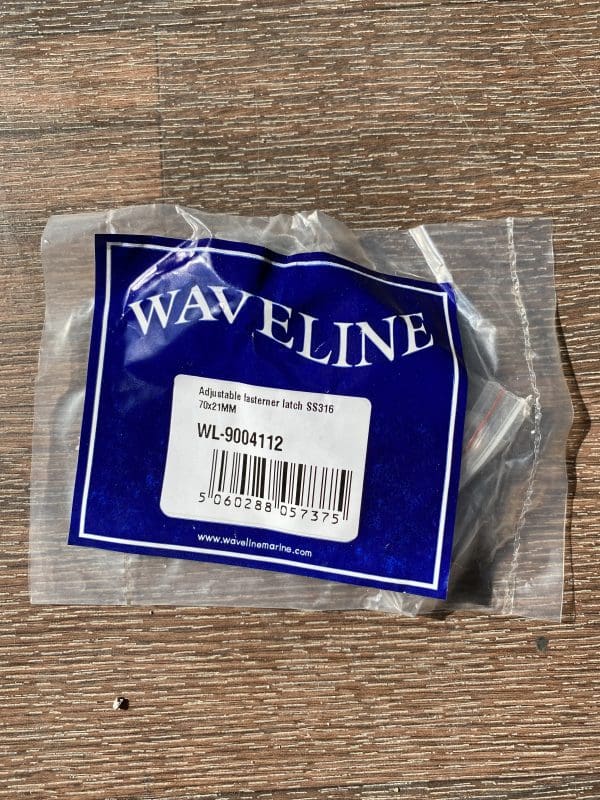 WAVELINE
Adjustable fasterner latch SS316
70x21MM
WL-9004112
5 060288 057375
www.wavelinemarine.com